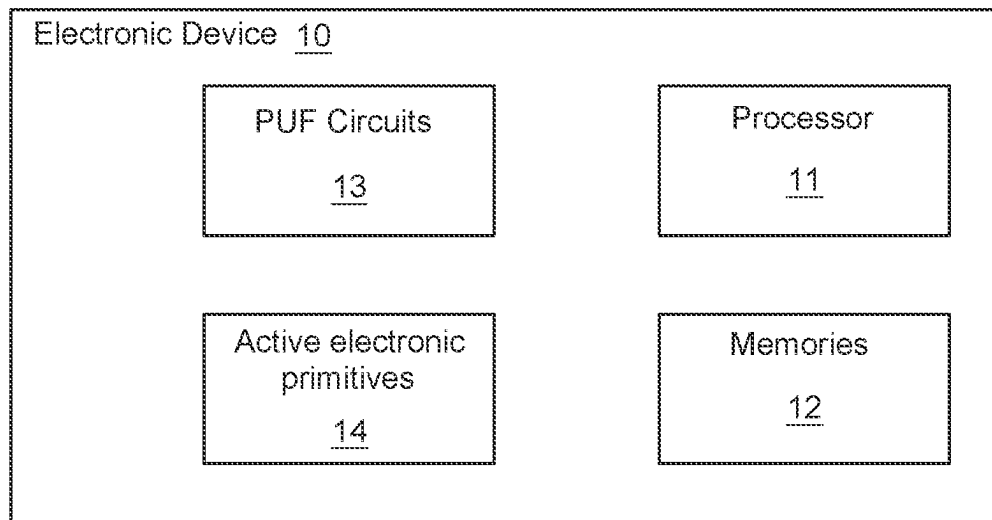 Electronic Device 10
PUF Circuits
13
Processor
11
Active electronic
primitives
14
Memories
12